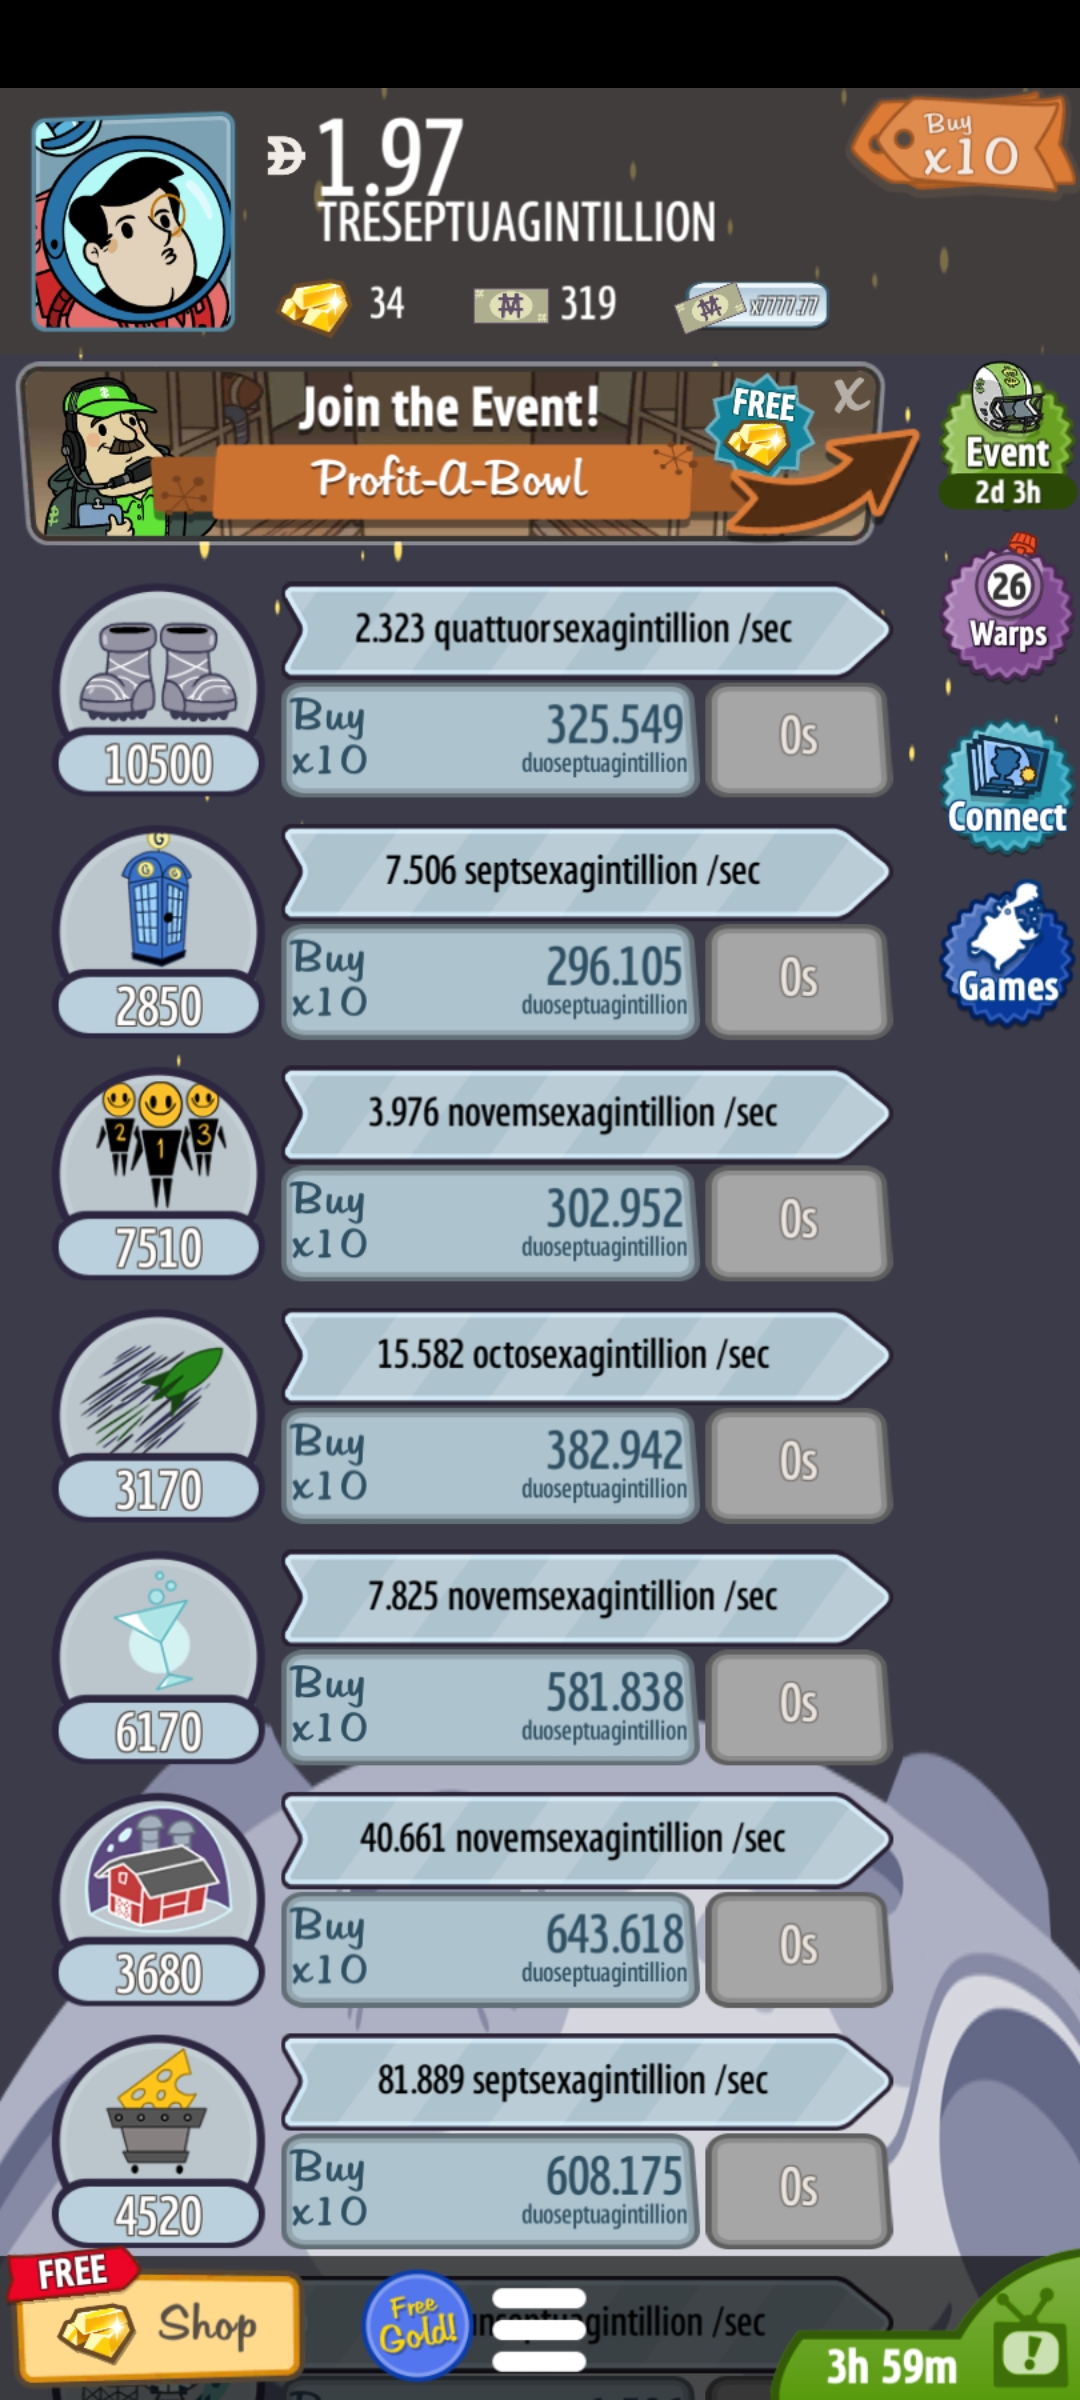 Buy
x10
1.97
TRESEPTUAGINTILLION
34
319
x7777.77
Join the Event!
Profit-A-Bowl
FREE
X
Event
2d 3h
26
Warps
Connect
Games
2.323 quattuorsexagintillion /sec
Buy
x10
325.549
duoseptuagintillion
0s
10500
7.506 septsexagintillion /sec
Buy
x10
296.105
duoseptuagintillion
0s
2850
2
1
3
3.976 novemsexagintillion /sec
Buy
x10
302.952
duoseptuagintillion
0s
7510
15.582 octosexagintillion /sec
Buy
x10
382.942
duoseptuagintillion
0s
3170
7.825 novemsexagintillion /sec
Buy
x10
581.838
duoseptuagintillion
0s
6170
40.661 novemsexagintillion /sec
Buy
x10
643.618
duoseptuagintillion
0s
3680
81.889 septsexagintillion /sec
Buy
x10
608.175
duoseptuagintillion
0s
4520
FREE
Shop
Free
Gold!
/sec
3h 59m